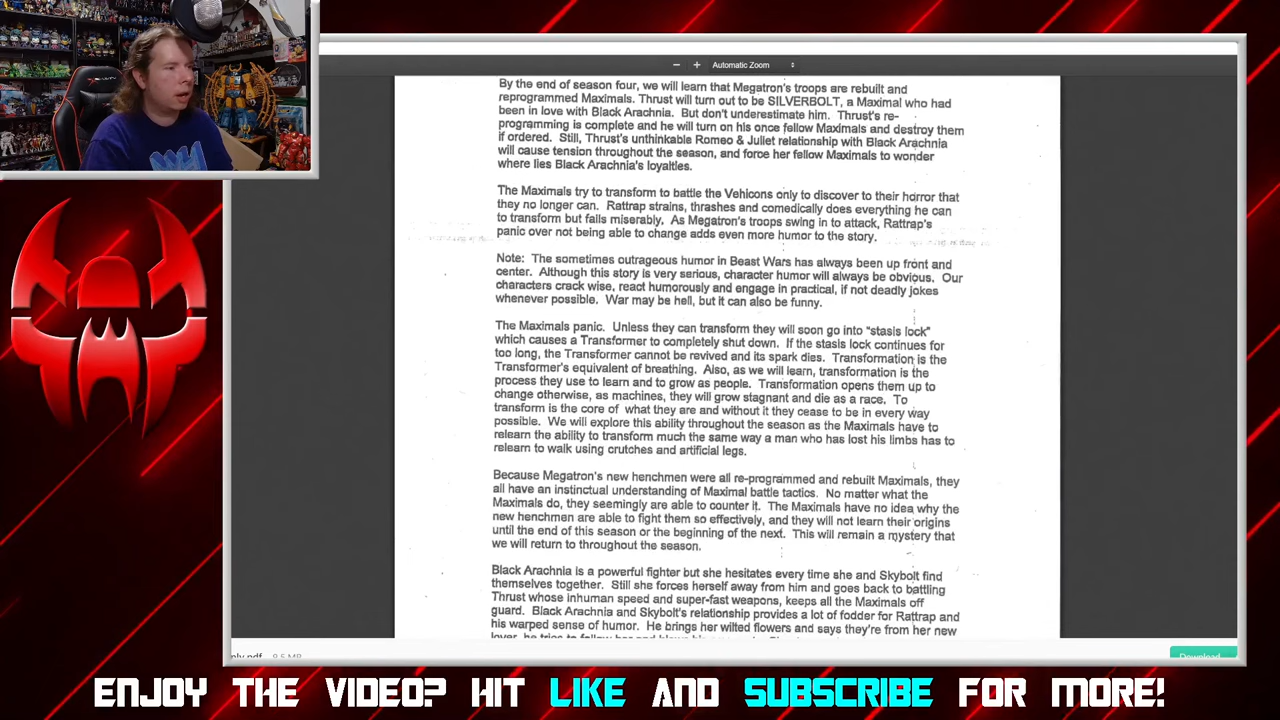 Automatic Zoom
By the end of season four, we will learn that Megatron's troops are rebuilt and
reprogrammed Maximals. Thrust will turn out to be SILVERBOLT, a Maximal who had
been in love with Black Arachnia. But don't underestimate him. Thrust's re-
programming is complete and he will turn on his once fellow Maximals and destroy them
if ordered. Still, Thrust's unthinkable Romeo & Juliet relationship with Black Arachnia
will cause tension throughout the season, and force her fellow Maximals to wonder
where lies Black Arachnia's loyalties.
The Maximals try to transform to battle the Vehicons only to discover to their horror that
they no longer can. Rattrap strains, thrashes and comedically does everything he can
to transform but fails miserably. As Megatron's troops swing in to attack, Rattrap's
panic over not being able to change adds even more humor to the story.
Note: The sometimes outrageous humor in Beast Wars has always been up front and
center. Although this story is very serious, character humor will always be obvious. Our
characters crack wise, react humorously and engage in practical, if not deadly jokes
whenever possible. War may be hell, but it can also be funny.
The Maximals panic. Unless they can transform they will soon go into "stasis lock"
which causes a Transformer to completely shut down. If the stasis lock continues for
too long, the Transformer cannot be revived and its spark dies. Transformation is the
Transformer's equivalent of breathing. Also, as we will learn, transformation is the
process they use to learn and to grow as people. Transformation opens them up to
change otherwise, as machines, they will grow stagnant and die as a race. To
transform is the core of what they are and without it they cease to be in every way
possible. We will explore this ability throughout the season as the Maximals have to
relearn the ability to transform much the same way a man who has lost his limbs has to
relearn to walk using crutches and artificial legs.
Because Megatron's new henchmen were all re-programmed and rebuilt Maximals, they
all have an instinctual understanding of Maximal battle tactics. No matter what the
Maximals do, they seemingly are able to counter it. The Maximals have no idea why the
new henchmen are able to fight them so effectively, and they will not learn their origins
until the end of this season or the beginning of the next. This will remain a mystery that
we will return to throughout the season.
Black Arachnia is a powerful fighter but she hesitates every time she and Skybolt find
themselves together. Still she forces herself away from him and goes back to battling
Thrust whose inhuman speed and super-fast weapons, keeps all the Maximals off
guard. Black Arachnia and Skybolt's relationship provides a lot of fodder for Rattrap and
his warped sense of humor. He brings her wilted flowers and says they're from her new
9.5 MB
Download
ENJOY THE VIDEO? HIT LIKE AND SUBSCRIBE FOR MORE!